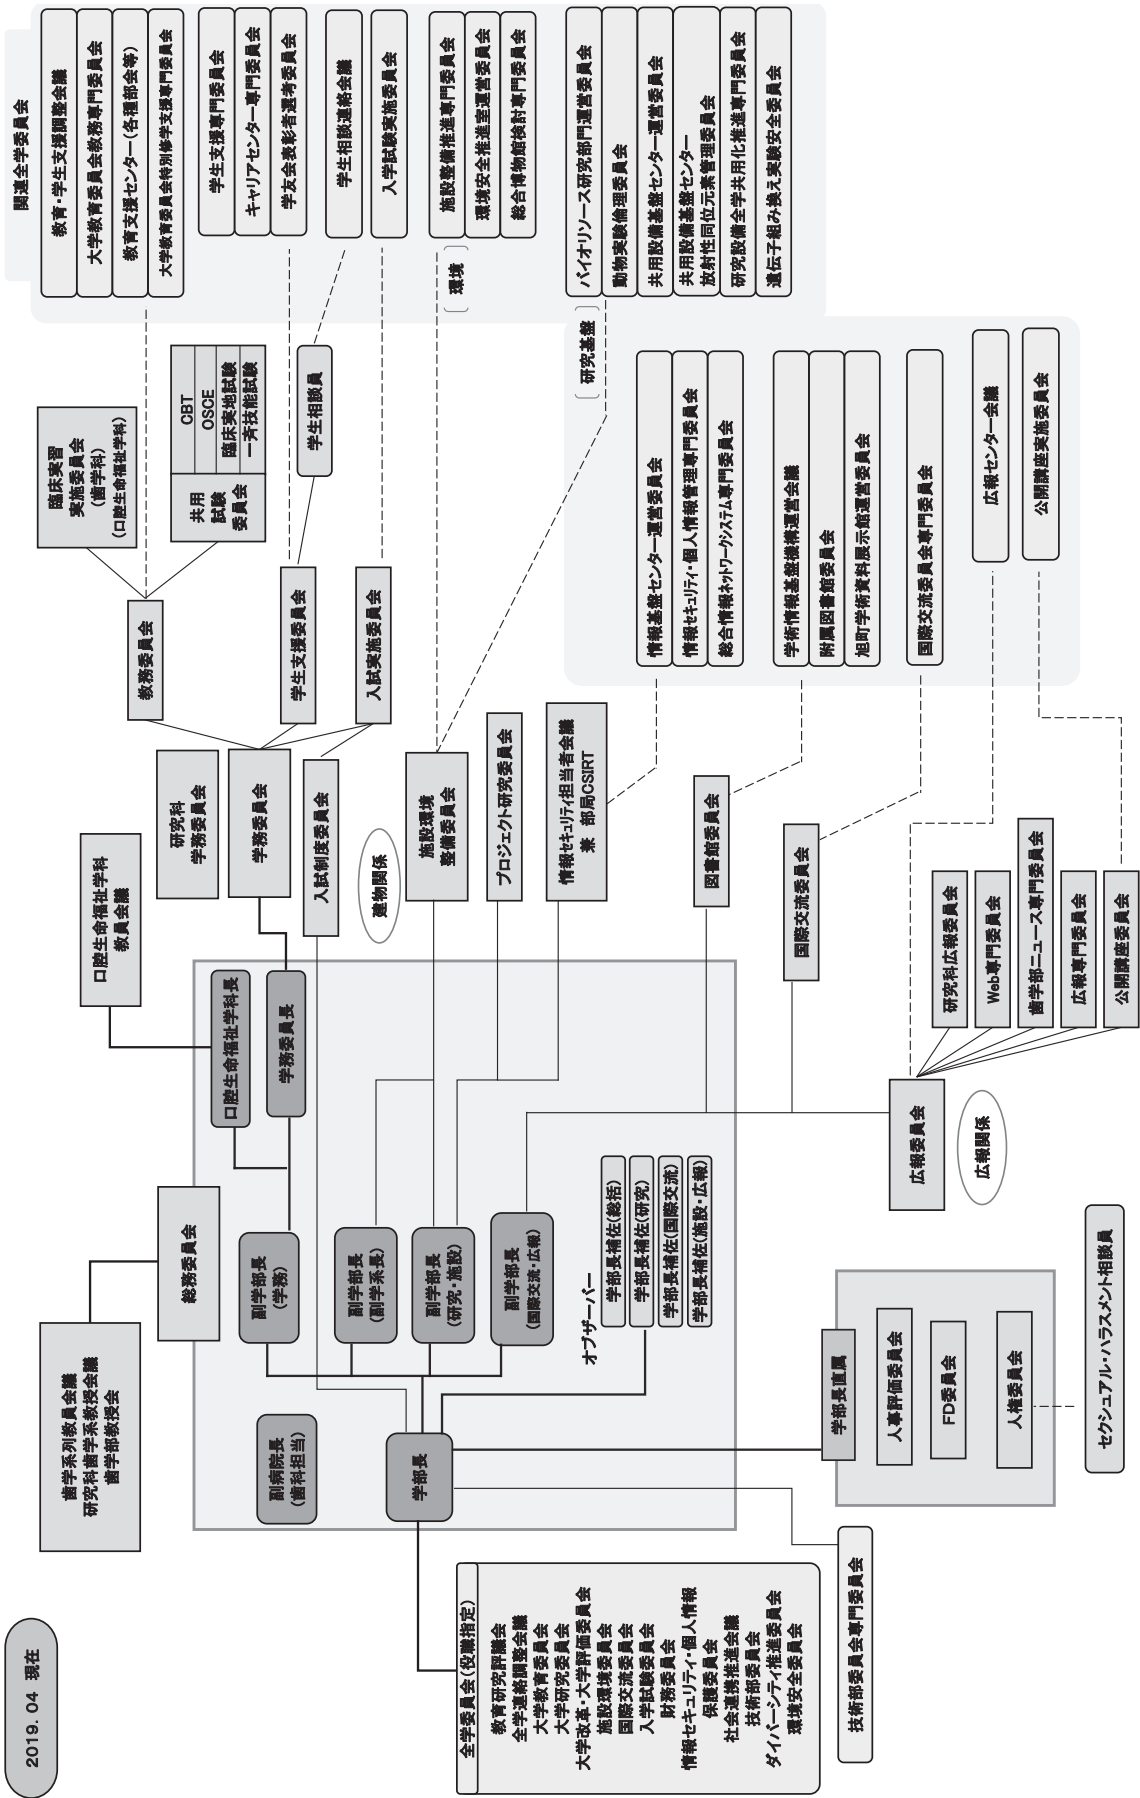 2019. 04 現在
歯学系列教員会議
研究科歯学系教授会議
歯学部教授会
総務委員会
口腔生命福祉学科
教員会議
研究科
学務委員会
学務委員会
入試制度委員会
建物関係
施設環境
整備委員会
プロジェクト研究委員会
情報セキュリティ担当者会議
兼 部局CSIRT
図書館委員会
国際交流委員会
教務委員会
学生支援委員会
入試実施委員会
臨床実習
実施委員会
(歯学科)
(口腔生命福祉学科)
共用
試験
委員会
CBT
OSCE
臨床実地試験
一斉技能試験
学生相談員
関連全学委員会
教育・学生支援調整会議
大学教育委員会教務専門委員会
教育支援センター(各種部会等)
大学教育委員会特別修学支援専門委員会
学生支援専門委員会
キャリアセンター専門委員会
学友会表彰者選考委員会
学生相談連絡会議
入学試験実施委員会
施設整備推進専門委員会
環境安全推進室運営委員会
総合博物館検討専門委員会
環境
バイオリソース研究部門運営委員会
動物実験倫理委員会
共用設備基盤センター運営委員会
共用設備基盤センター
放射性同位元素管理委員会
研究設備全学共用化推進専門委員会
遺伝子組み換え実験安全委員会
研究基盤
情報基盤センター運営委員会
情報セキュリティ・個人情報管理専門委員会
総合情報ネットワークシステム専門委員会
学術情報基盤機構運営会議
附属図書館委員会
旭町学術資料展示館運営委員会
国際交流委員会専門委員会
広報センター会議
公開講座実施委員会
口腔生命福祉学科長
学務委員長
副学部長
(学務)
副学部長
(副学系長)
副学部長
(研究・施設)
副学部長
(国際交流・広報)
副病院長
(歯科担当)
学部長
オブザーバー
学部長補佐(総括)
学部長補佐(研究)
学部長補佐(国際交流)
学部長補佐(施設・広報)
広報委員会
広報関係
研究科広報委員会
Web専門委員会
歯学部ニュース専門委員会
広報専門委員会
公開講座委員会
学部長直属
人事評価委員会
FD委員会
人権委員会
セクシュアル・ハラスメント相談員
全学委員会(役職指定)
教育研究評議会
全学連絡調整会議
大学教育委員会
大学研究委員会
大学改革・大学評価委員会
施設環境委員会
国際交流委員会
入学試験委員会
財務委員会
情報セキュリティ・個人情報
保護委員会
社会連携推進会議
技術部委員会
ダイバーシティ推進委員会
環境安全委員会
技術部委員会専門委員会